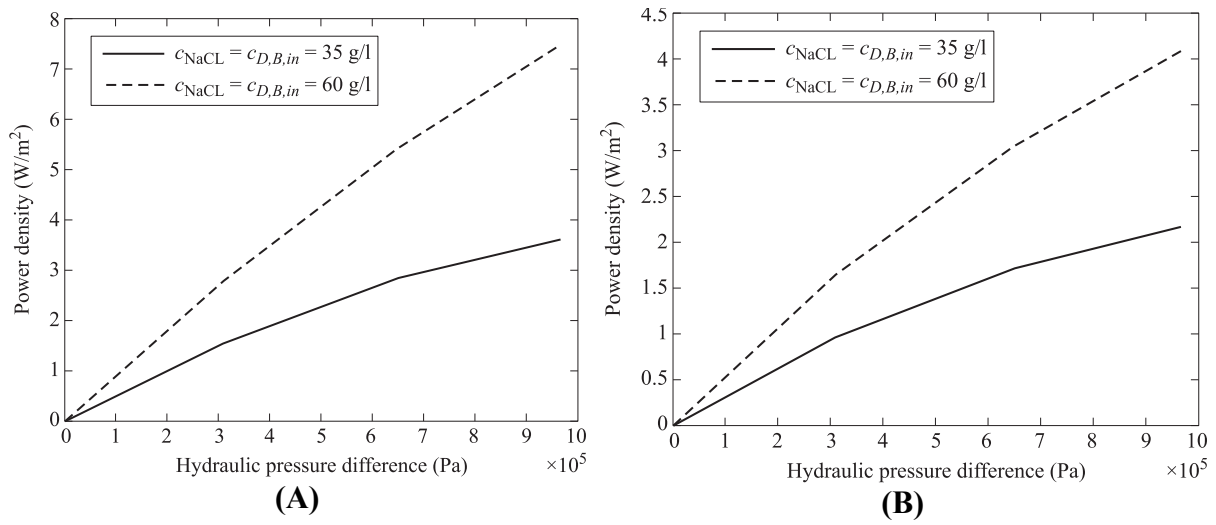 8
7
6
5
4
3
2
1
0
Power density (W/m²)
c_NaCL = c_D,B,in = 35 g/l
c_NaCL = c_D,B,in = 60 g/l
0 1 2 3 4 5 6 7 8 9 10
Hydraulic pressure difference (Pa) ×10⁵
(A)
4.5
4
3.5
3
2.5
2
1.5
1
0.5
0
Power density (W/m²)
c_NaCL = c_D,B,in = 35 g/l
c_NaCL = c_D,B,in = 60 g/l
0 1 2 3 4 5 6 7 8 9 10
Hydraulic pressure difference (Pa) ×10⁵
(B)